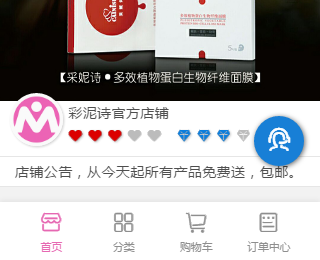 【采妮诗●多效植物蛋白生物纤维面膜】
彩泥诗官方店铺
店铺公告，从今天起所有产品免费送，包邮。
首页 分类 购物车 订单中心